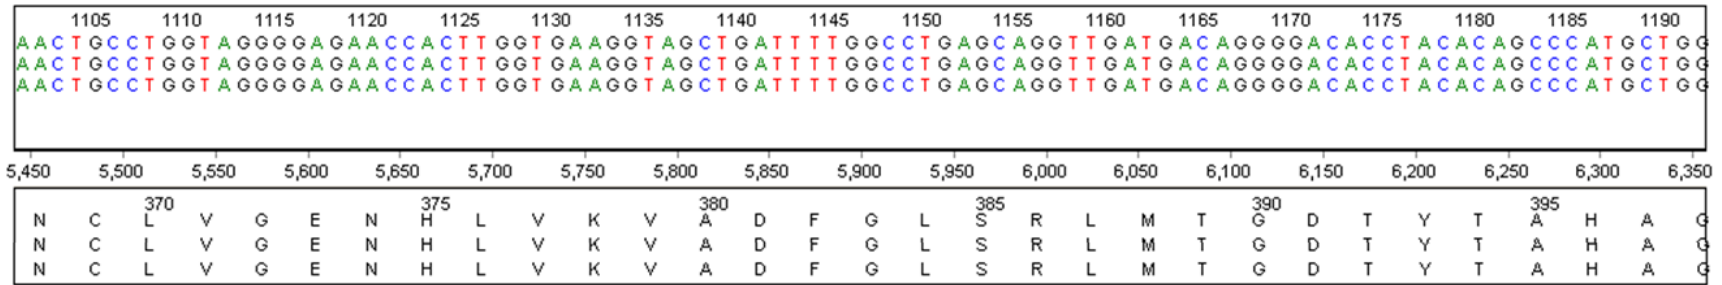 1105 1110 1115 1120 1125 1130 1135 1140 1145 1150 1155 1160 1165 1170 1175 1180 1185 1190
AACTGCCTGGTAGGGGAGAACCACTTGGTGAAGGTAGCTGATTTTGGCCTGAGCAGGTTGATGACAGGGGACACCTACACAGCCCATGCTGG
AACTGCCTGGTAGGGGAGAACCACTTGGTGAAGGTAGCTGATTTTGGCCTGAGCAGGTTGATGACAGGGGACACCTACACAGCCCATGCTGG
AACTGCCTGGTAGGGGAGAACCACTTGGTGAAGGTAGCTGATTTTGGCCTGAGCAGGTTGATGACAGGGGACACCTACACAGCCCATGCTGG
5,450 5,500 5,550 5,600 5,650 5,700 5,750 5,800 5,850 5,900 5,950 6,000 6,050 6,100 6,150 6,200 6,250 6,300 6,350
370 375 380 385 390 395
N C L V G E N H L V K V A D F G L S R L M T G D T Y T A H A G
N C L V G E N H L V K V A D F G L S R L M T G D T Y T A H A G
N C L V G E N H L V K V A D F G L S R L M T G D T Y T A H A G